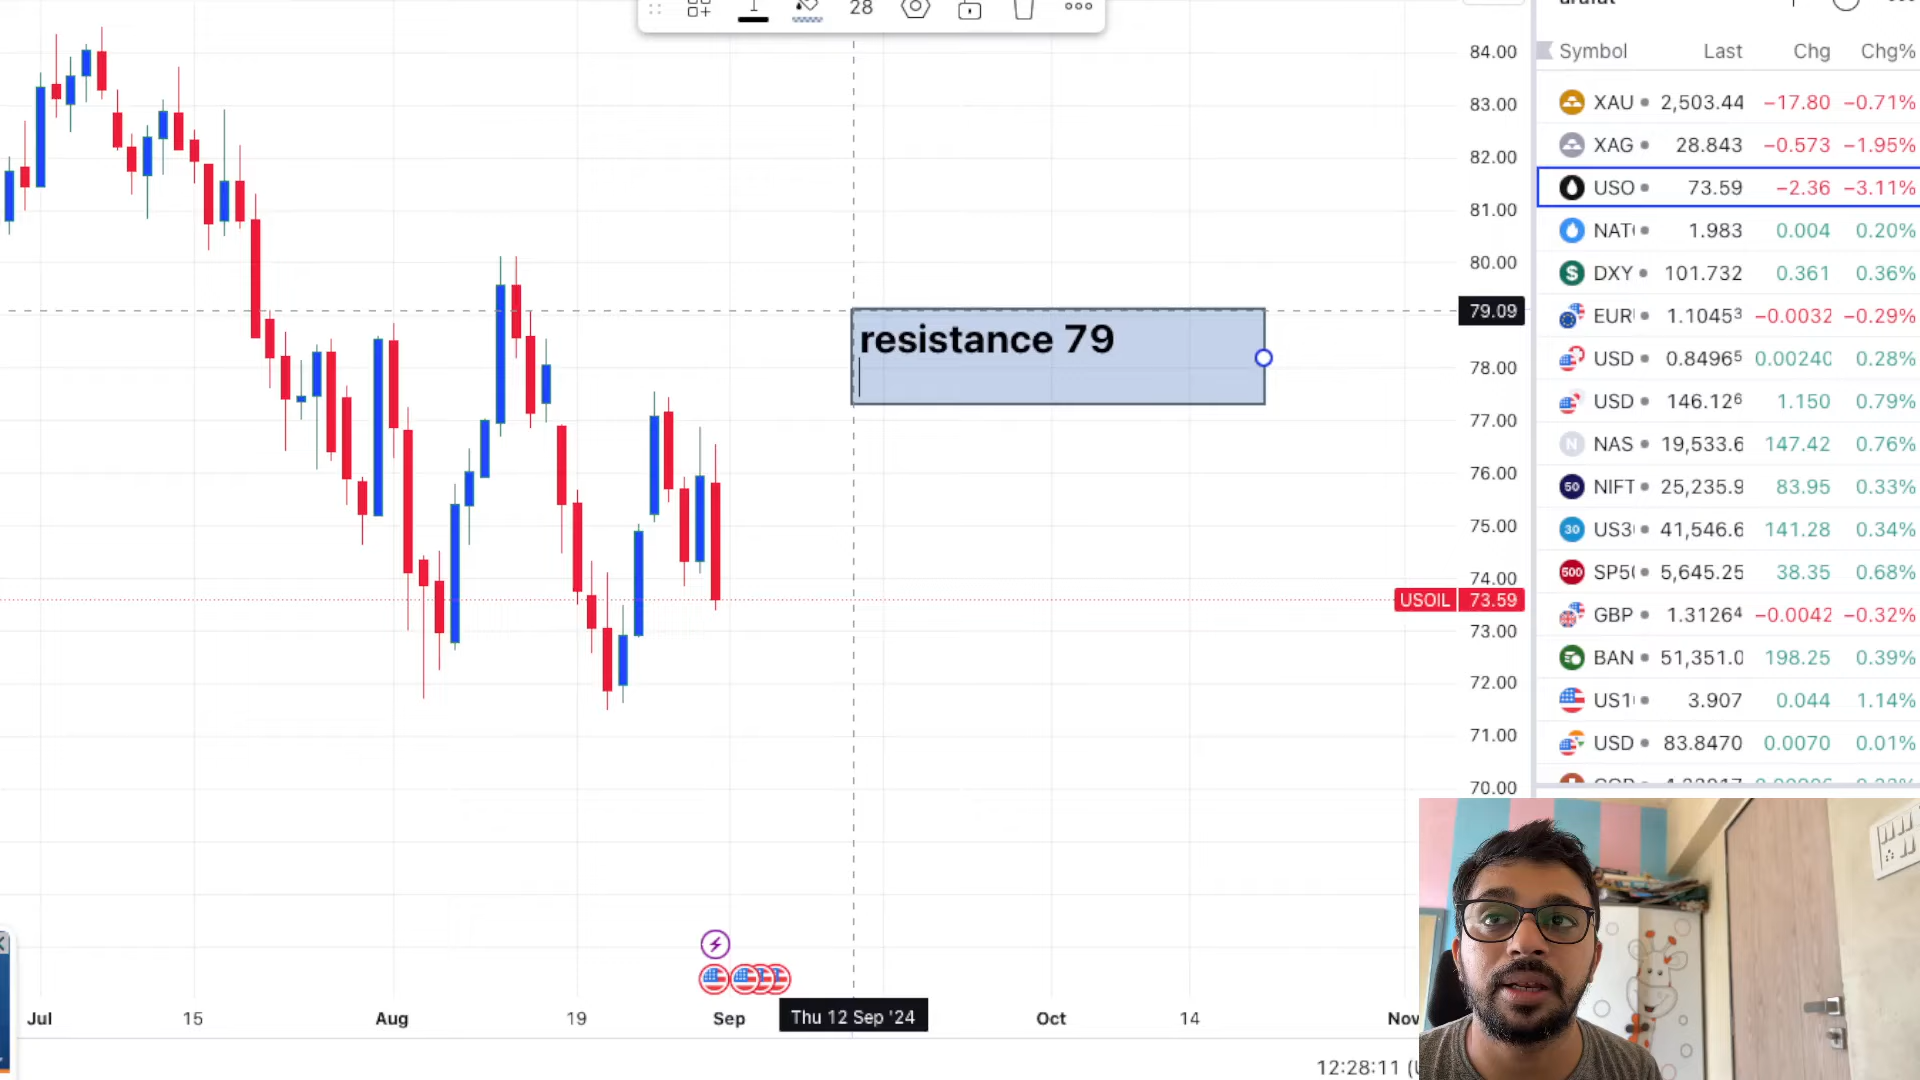 28
84.00
83.00
82.00
81.00
80.00
79.09
78.00
77.00
76.00
75.00
74.00
USOIL 73.59
73.00
72.00
71.00
70.00
resistance 79
Symbol Last Chg Chg%
XAU 2,503.44 −17.80 −0.71%
XAG 28.843 −0.573 −1.95%
USO 73.59 −2.36 −3.11%
NAT 1.983 0.004 0.20%
DXY 101.732 0.361 0.36%
EUR 1.10453 −0.0032 −0.29%
USD 0.84965 0.00240 0.28%
USD 146.126 1.150 0.79%
NAS 19,533.6 147.42 0.76%
50 NIFT 25,235.9 83.95 0.33%
30 US3 41,546.6 141.28 0.34%
500 SP5 5,645.25 38.35 0.68%
GBP 1.31264 −0.0042 −0.32%
BAN 51,351.0 198.25 0.39%
US1 3.907 0.044 1.14%
USD 83.8470 0.0070 0.01%
Jul 15 Aug 19 Sep Thu 12 Sep '24 Oct 14 Nov
12:28:11 (U